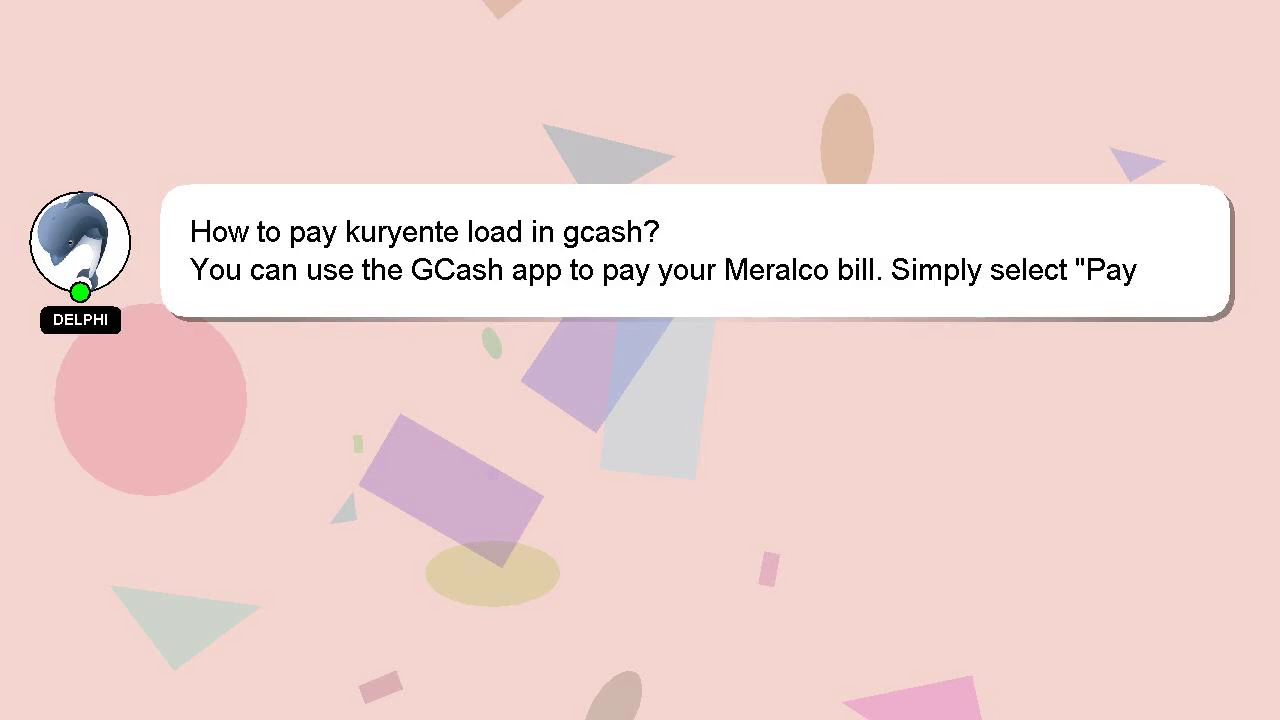 How to pay kuryente load in gcash?
You can use the GCash app to pay your Meralco bill. Simply select "Pay
DELPHI